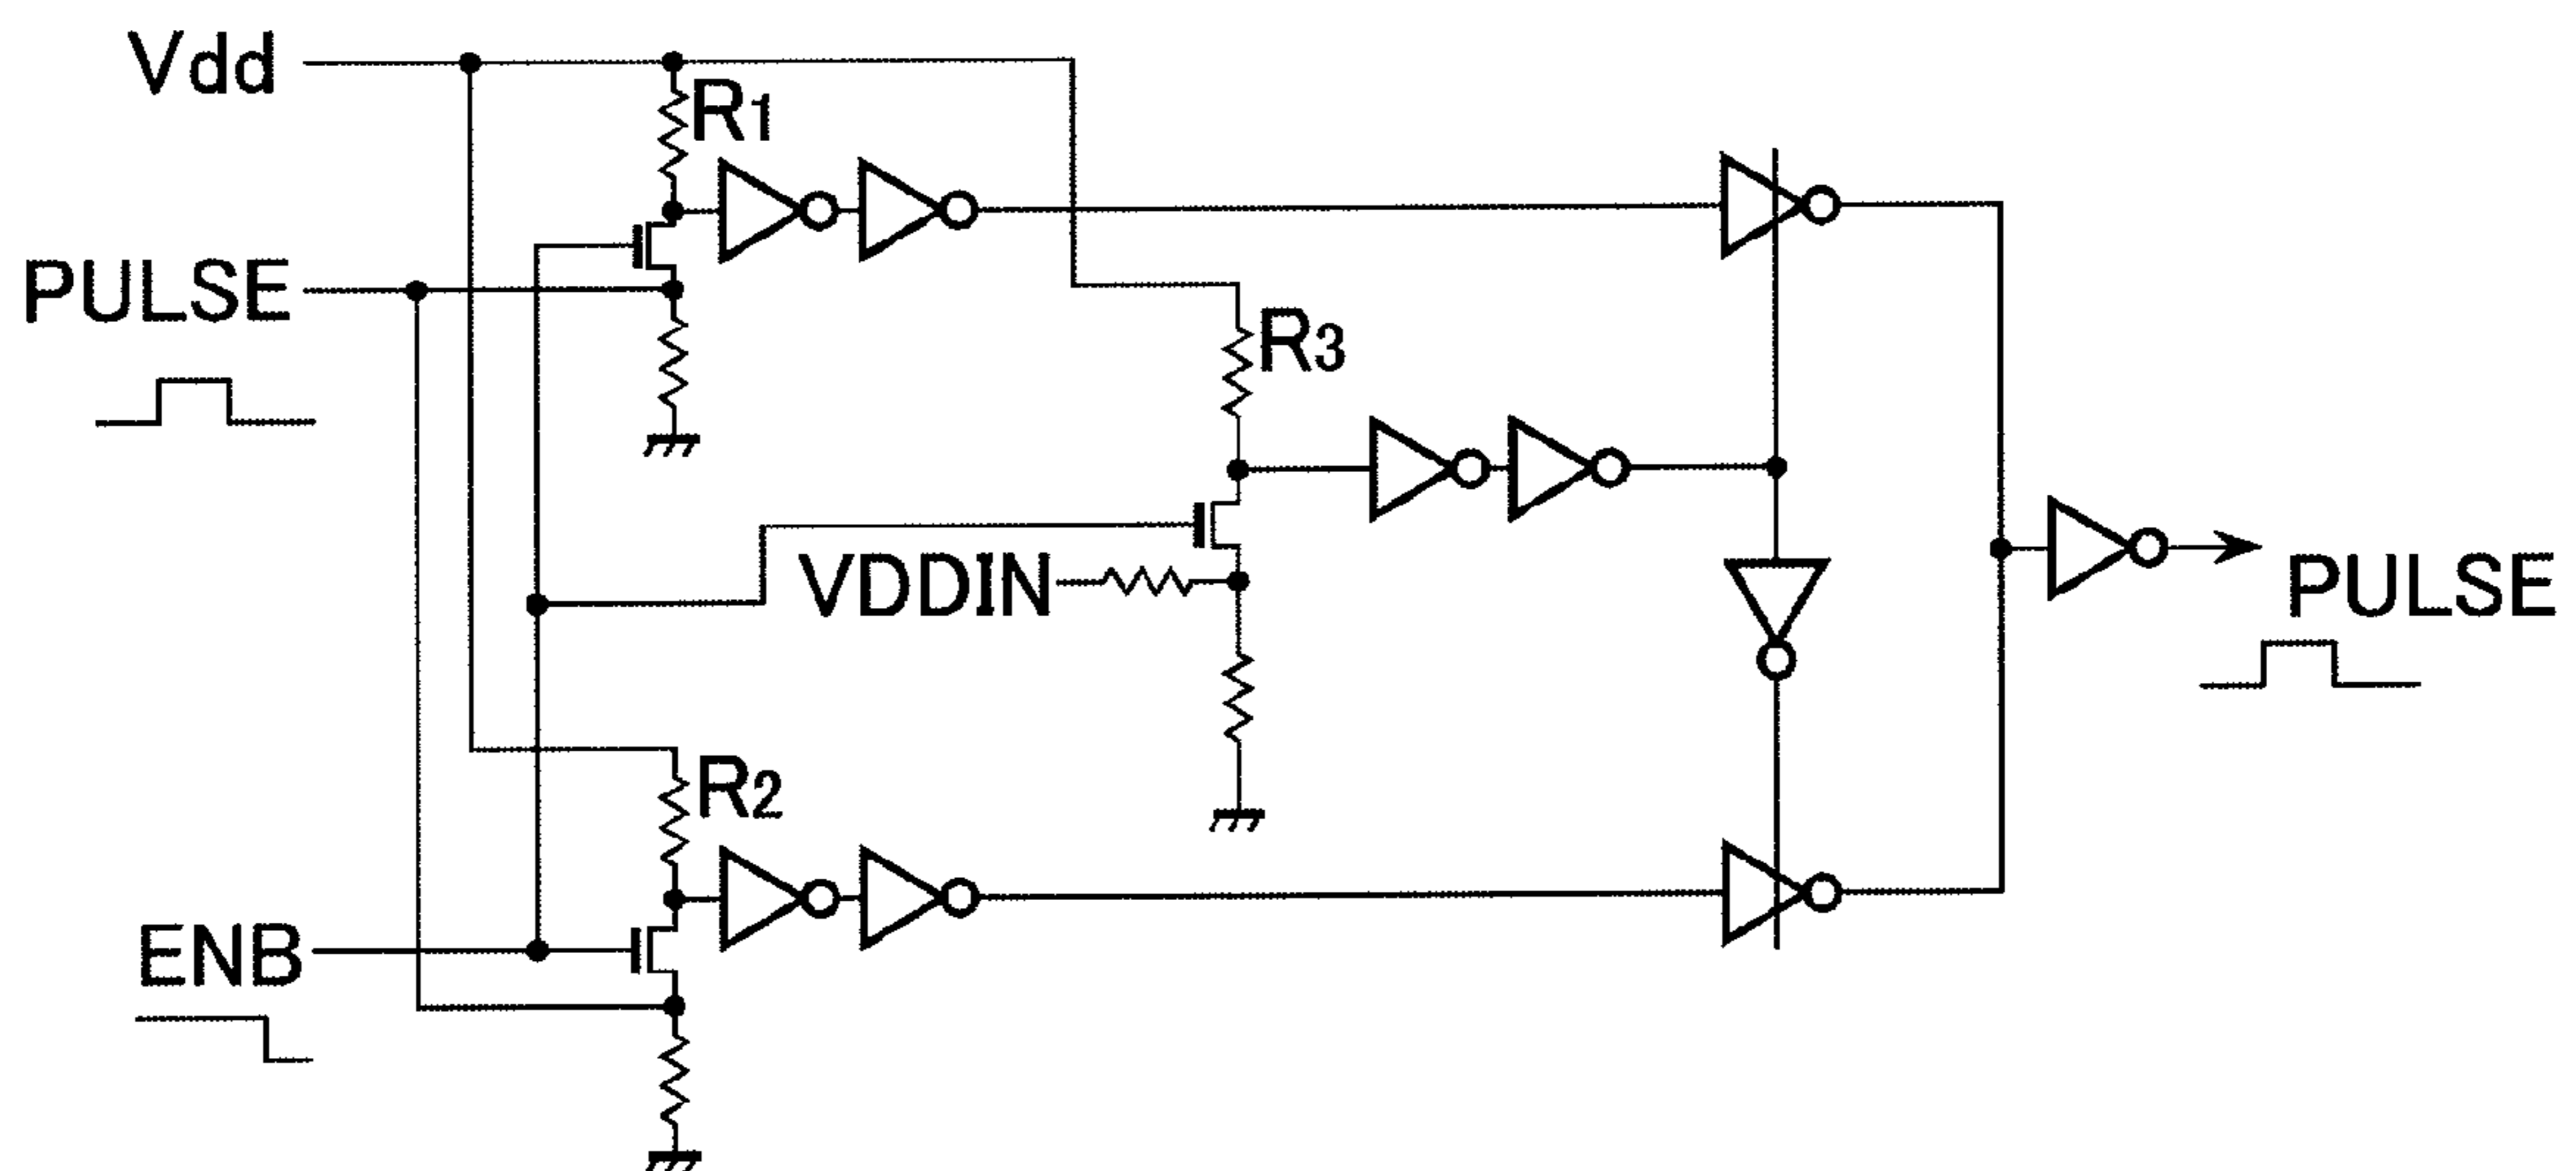 Vdd
R1
PULSE
R3
VDDIN
PULSE
R2
ENB